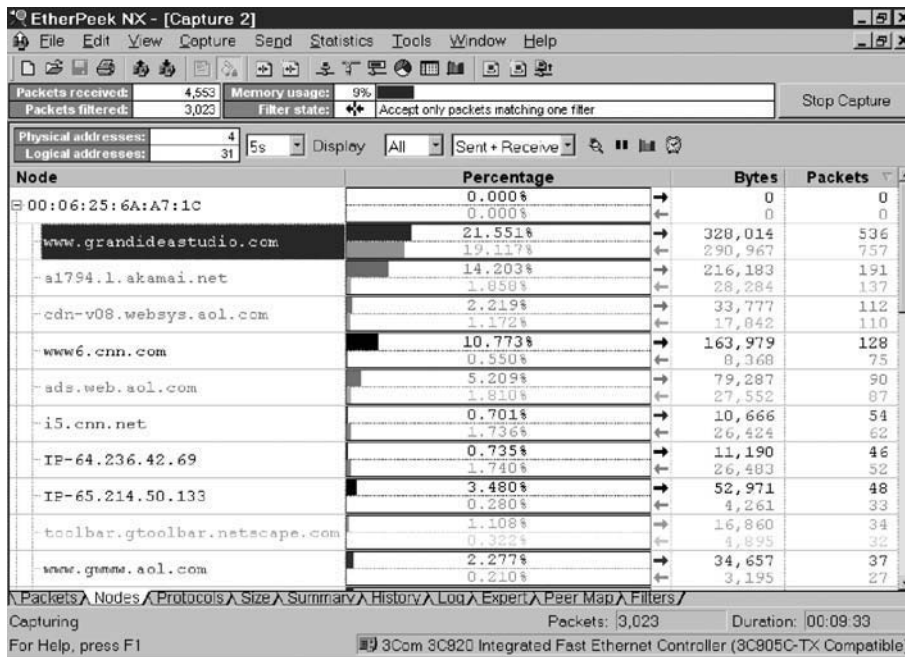 EtherPeek NX - [Capture 2]
File Edit View Capture Send Statistics Tools Window Help
Packets received: 4,553 Memory usage: 9%
Packets filtered: 3,023 Filter state: Accept only packets matching one filter
Stop Capture
Physical addresses: 4
Logical addresses: 31
5s Display All Sent + Receive
Node Percentage Bytes Packets
00:06:25:6A:A7:1C 0.000% 0 0
0.000% 0 0
www.grandideastudio.com 21.551% 328,014 536
19.117% 290,967 757
a1794.l.akamai.net 14.203% 216,183 191
1.858% 28,284 137
cdn-v08.websys.aol.com 2.219% 33,777 112
1.172% 17,842 110
www6.cnn.com 10.773% 163,979 128
0.550% 8,368 75
ads.web.aol.com 5.209% 79,287 90
1.810% 27,552 87
i5.cnn.net 0.701% 10,666 54
1.736% 26,424 62
IP-64.236.42.69 0.735% 11,190 46
1.740% 26,483 52
IP-65.214.50.133 3.480% 52,971 48
0.280% 4,261 33
toolbar.gtoolbar.netscape.com 1.108% 16,860 34
0.322% 4,895 32
www.gwmm.aol.com 2.277% 34,657 37
0.210% 3,195 27
Packets Nodes Protocols Size Summary History Log Expert Peer Map Filters
Capturing Packets: 3,023 Duration: 00:09:33
For Help, press F1 3Com 3C920 Integrated Fast Ethernet Controller (3C905C-TX Compatible